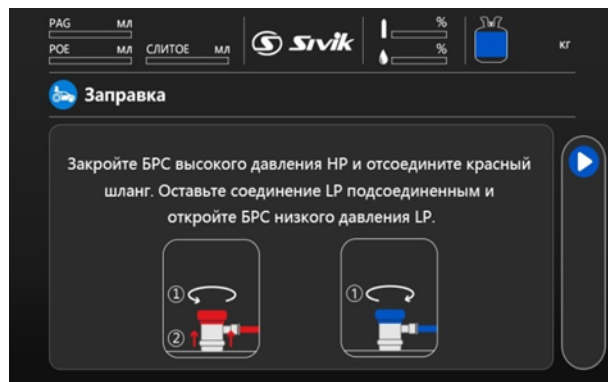 PAG мл
POE мл СЛИТОЕ мл
Sivik
%
%
кг
Заправка
Закройте БРС высокого давления HP и отсоедините красный
шланг. Оставьте соединение LP подсоединенным и
откройте БРС низкого давления LP.
1 1
2